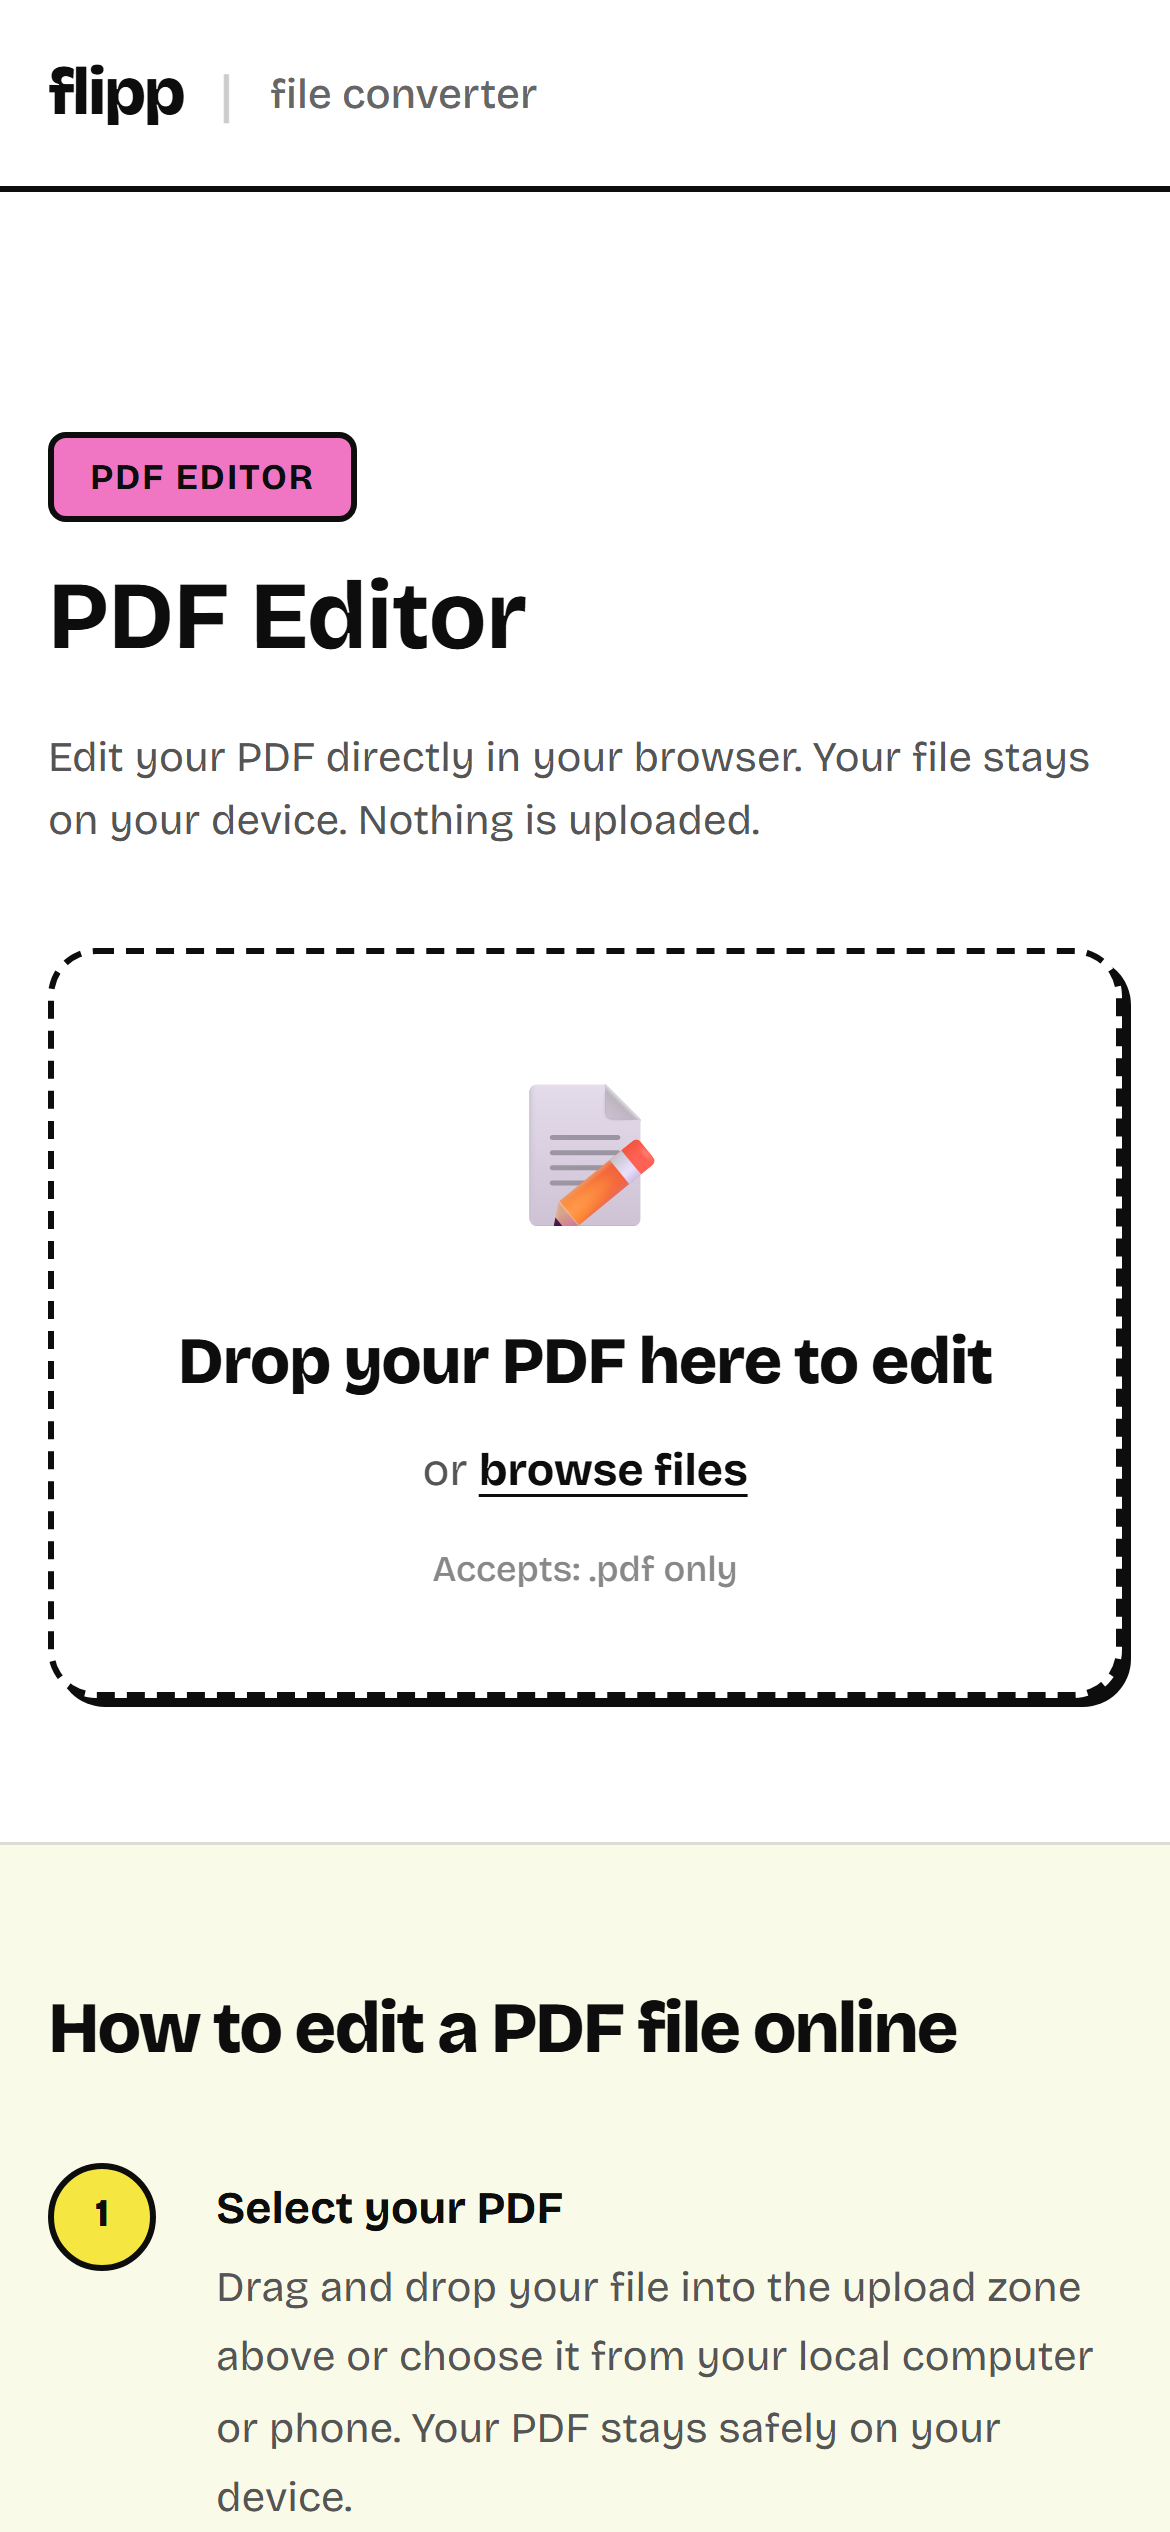 flipp | file converter
PDF EDITOR
PDF Editor
Edit your PDF directly in your browser. Your file stays
on your device. Nothing is uploaded.
Drop your PDF here to edit
or browse files
Accepts: .pdf only
How to edit a PDF file online
1
Select your PDF
Drag and drop your file into the upload zone
above or choose it from your local computer
or phone. Your PDF stays safely on your
device.